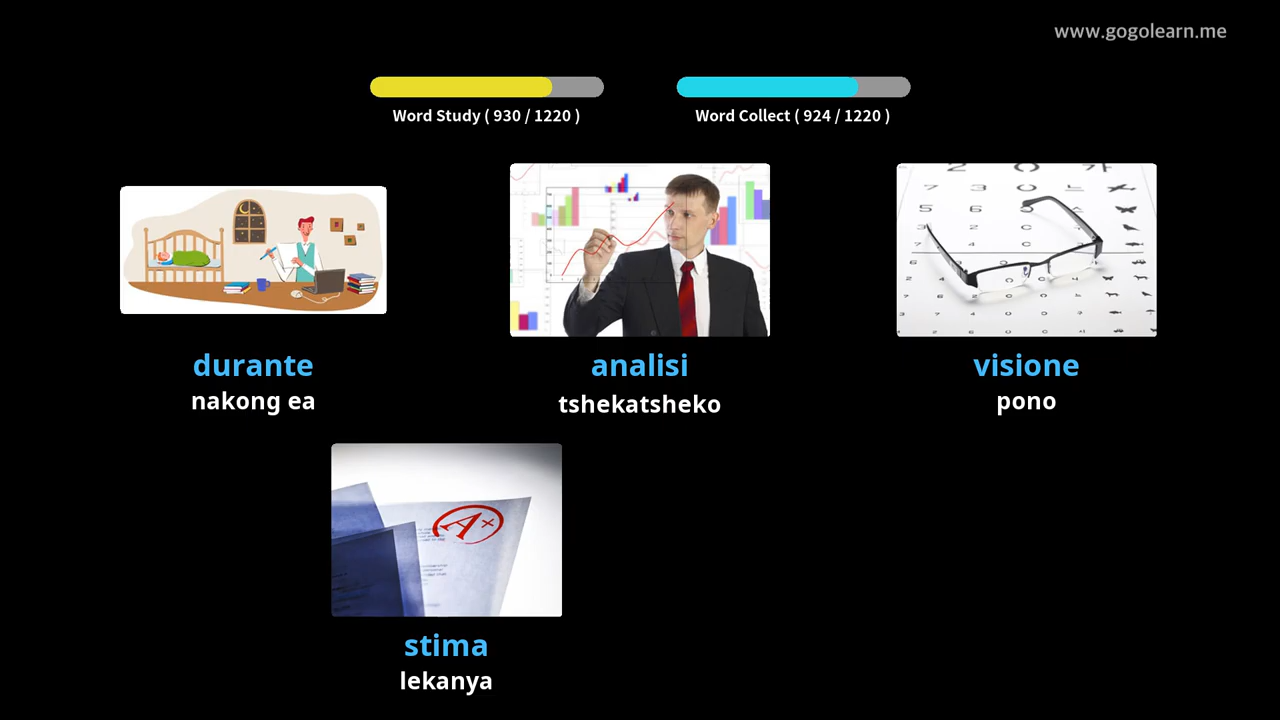 www.gogolearn.me
Word Study ( 930 / 1220 )
Word Collect ( 924 / 1220 )
durante
nakong ea
analisi
tshekatsheko
visione
pono
A+
stima
lekanya